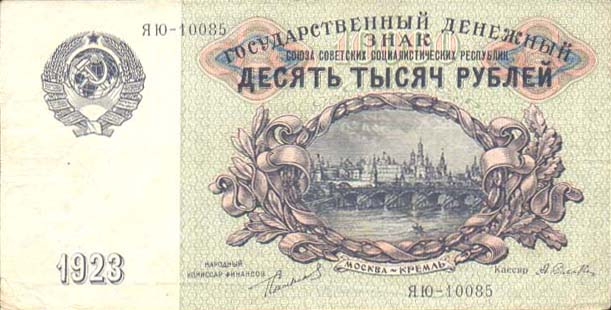 ЯЮ-10085
ГОСУДАРСТВЕННЫЙ ДЕНЕЖНЫЙ
ЗНАК
СОЮЗА СОВЕТСКИХ СОЦИАЛИСТИЧЕСКИХ РЕСПУБЛИК
ДЕСЯТЬ ТЫСЯЧ РУБЛЕЙ
МОСКВА-КРЕМЛЬ
1923
НАРОДНЫЙ
КОМИССАР ФИНАНСОВ
Кассир
ЯЮ-10085